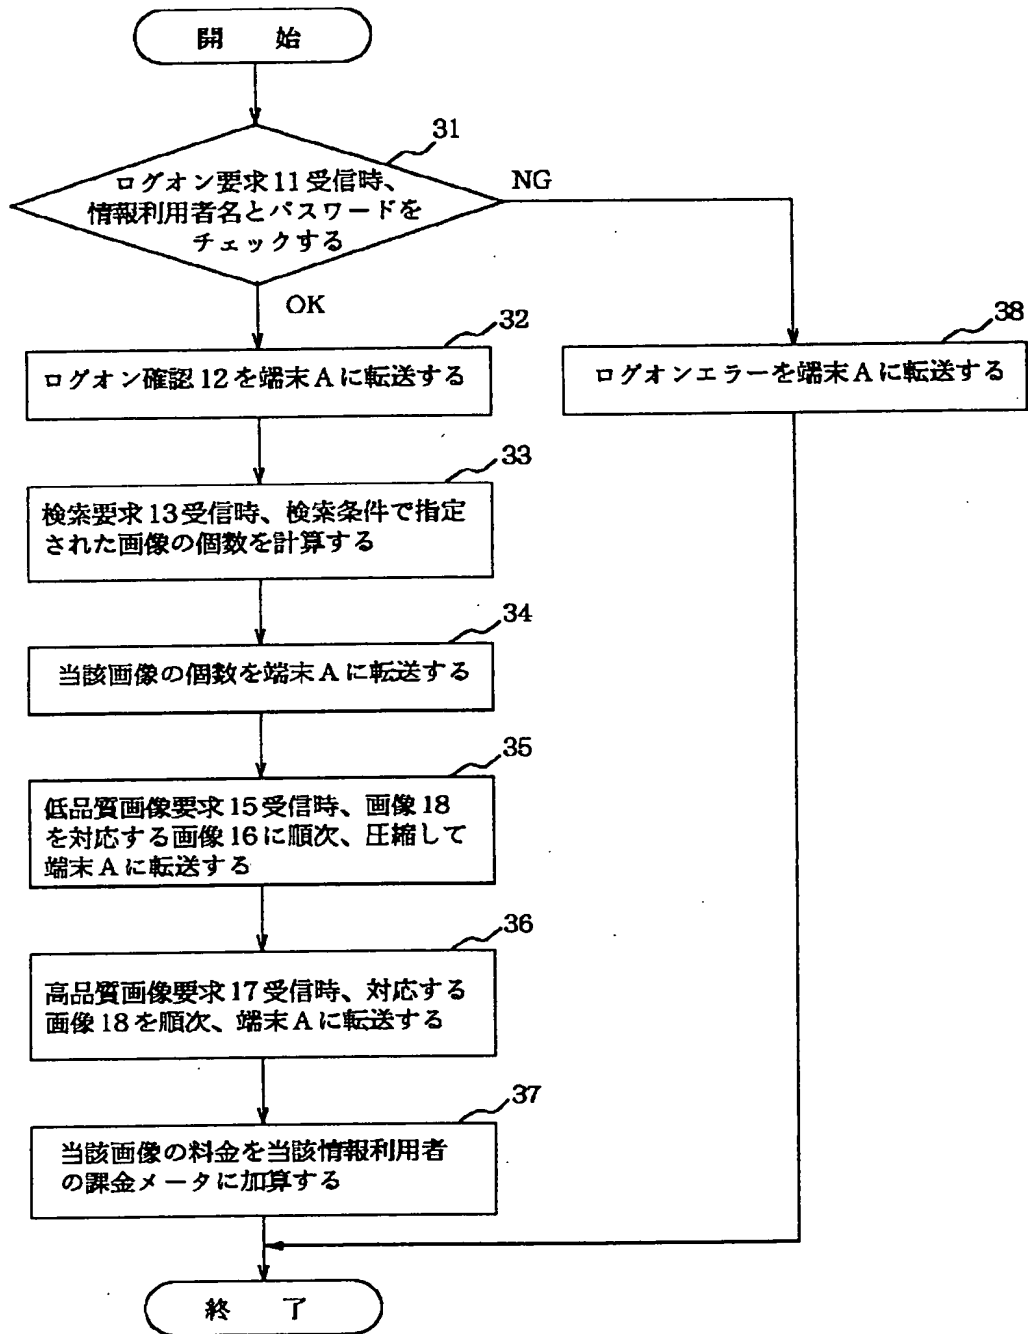 開 始
31
ログオン要求11受信時、
情報利用者名とパスワードを
チェックする
NG
OK
32
ログオン確認12を端末Aに転送する
38
ログオンエラーを端末Aに転送する
33
検索要求13受信時、検索条件で指定
された画像の個数を計算する
34
当該画像の個数を端末Aに転送する
35
低品質画像要求15受信時、画像18
を対応する画像16に順次、圧縮して
端末Aに転送する
36
高品質画像要求17受信時、対応する
画像18を順次、端末Aに転送する
37
当該画像の料金を当該情報利用者
の課金メータに加算する
終 了